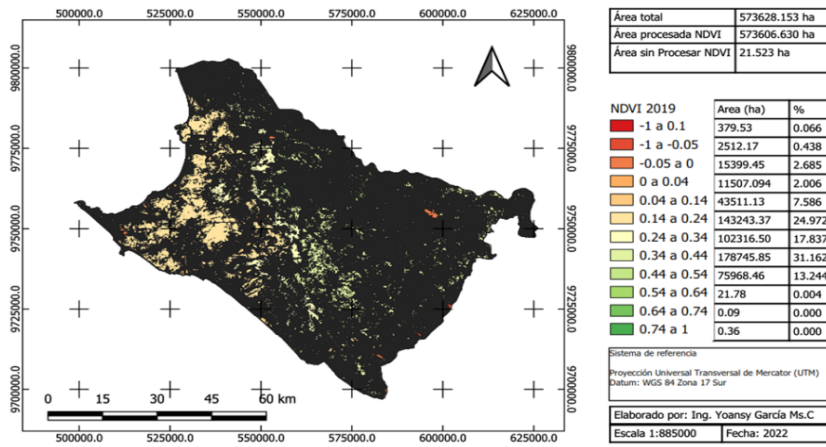 500000.0 525000.0 550000.0 575000.0 600000.0 625000.0
9800000.0 9800000.0
9775000.0 9775000.0
9750000.0 9750000.0
9725000.0 9725000.0
9700000.0 9700000.0
0 15 30 45 60 km
500000.0 525000.0 550000.0 575000.0 600000.0 625000.0
Área total 573628.153 ha
Área procesada NDVI 573606.630 ha
Área sin Procesar NDVI 21.523 ha
NDVI 2019 Area (ha) %
-1 a 0.1 379.53 0.066
-1 a -0.05 2512.17 0.438
-0.05 a 0 15399.45 2.685
0 a 0.04 11507.094 2.006
0.04 a 0.14 43511.13 7.586
0.14 a 0.24 143243.37 24.972
0.24 a 0.34 102316.50 17.837
0.34 a 0.44 178745.85 31.162
0.44 a 0.54 75968.46 13.244
0.54 a 0.64 21.78 0.004
0.64 a 0.74 0.09 0.000
0.74 a 1 0.36 0.000
Sistema de referencia
Proyección Universal Transversal de Mercator (UTM)
Datum: WGS 84 Zona 17 Sur
Elaborado por: Ing. Yoansy García Ms.C
Escala 1:885000 Fecha: 2022